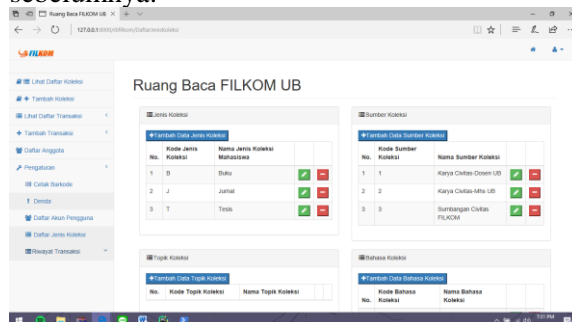 sebelumnya.
Ruang Baca FILKOM UB
127.0.0.1:8000/nbfilkom/DaftarJenisKoleksi
FILKOM
Lihat Daftar Koleksi
Tambah Koleksi
Lihat Daftar Transaksi
Tambah Transaksi
Daftar Anggota
Pengaturan
Cetak Barkode
Denda
Daftar Akun Pengguna
Daftar Jenis Koleksi
Riwayat Transaksi
Ruang Baca FILKOM UB
Jenis Koleksi
+Tambah Data Jenis Koleksi
No. Kode Jenis Koleksi Nama Jenis Koleksi Mahasiswa
1 B Buku
2 J Jurnal
3 T Tesis
Sumber Koleksi
+Tambah Data Sumber Koleksi
No. Kode Sumber Koleksi Nama Sumber Koleksi
1 1 Karya Civitas-Dosen UB
2 2 Karya Civitas-Mhs UB
3 3 Sumbangan Civitas FILKOM
Topik Koleksi
+Tambah Data Topik Koleksi
No. Kode Topik Koleksi Nama Topik Koleksi
Bahasa Koleksi
+Tambah Data Bahasa Koleksi
No. Kode Bahasa Koleksi Nama Bahasa Koleksi
7:01 PM